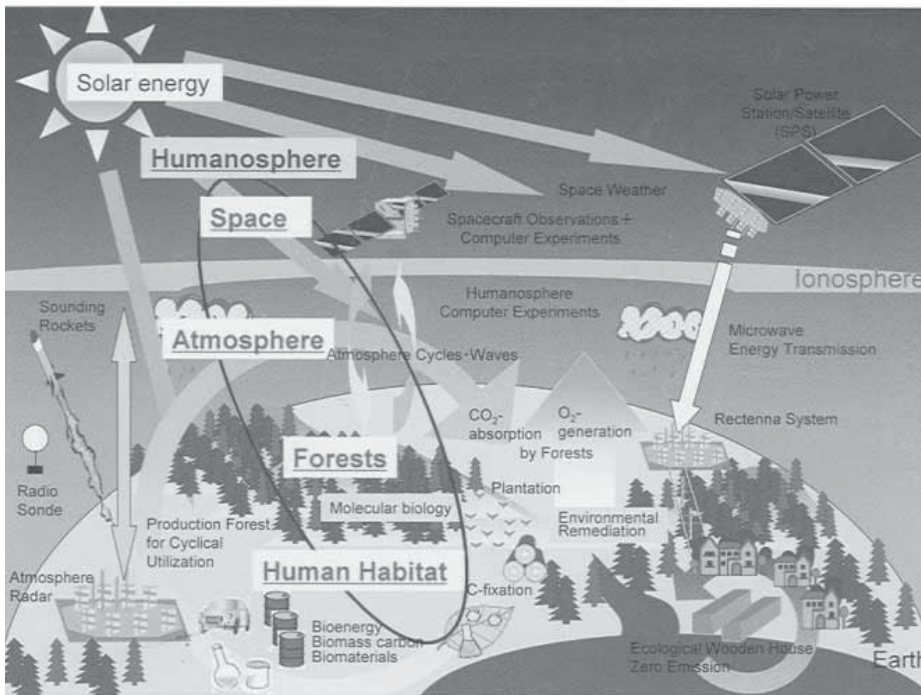 Solar energy
Solar Power
Station/Satellite
(SPS)
Humanosphere
Space Weather
Space
Spacecraft Observations+
Computer Experiments
Ionosphere
Sounding
Rockets
Humanosphere
Computer Experiments
Atmosphere
Microwave
Energy Transmission
Atmosphere Cycles・Waves
CO₂-
absorption
O₂-
generation
by Forests
Rectenna System
Forests
Radio
Sonde
Plantation
Molecular biology
Production Forest
for Cyclical
Utilization
Environmental
Remediation
Human Habitat
Atmosphere
Radar
C-fixation
Bioenergy
Biomass carbon
Biomaterials
Ecological Wooden House
Zero Emission
Earth